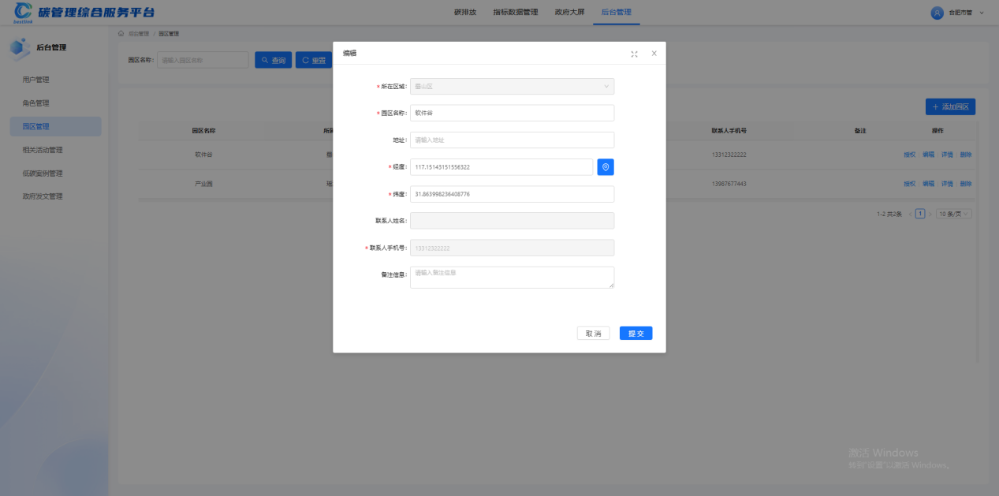 碳管理综合服务平台
bestlink
碳排放 指标数据管理 政府大屏 后台管理
合肥市管
后台管理
用户管理
角色管理
园区管理
相关活动管理
低碳案例管理
政府发文管理
后台管理 / 园区管理
园区名称: 请输入园区名称 查询 重置
+ 添加园区
园区名称 联系人手机号 备注 操作
软件谷 13312322222 授权 编辑 详情 删除
产业园 13987677443 授权 编辑 详情 删除
1-2 共2条 < 1 > 10 条/页
编辑
* 所在区域: 蜀山区
* 园区名称: 软件谷
地址: 请输入地址
* 经度: 117.15143151556322
* 纬度: 31.863998236408776
联系人姓名:
* 联系人手机号: 13312322222
备注信息: 请输入备注信息
取 消 提 交
激活 Windows
转到"设置"以激活 Windows。